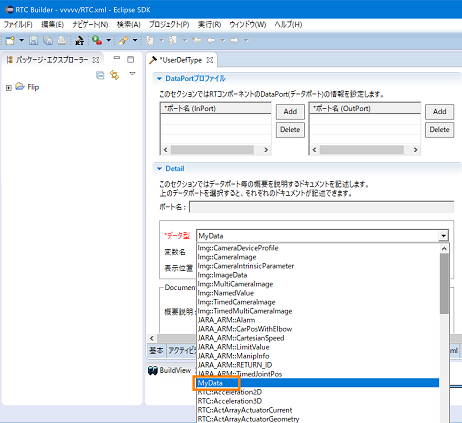 RTC Builder - vvvvv/RTC.xml - Eclipse SDK
ファイル(F) 編集(E) ナビゲート(N) 検索(A) プロジェクト(P) 実行(R) ウィンドウ(W) ヘルプ(H)
パッケージ・エクスプローラー
Flip
*UserDefType
DataPortプロファイル
このセクションではRTコンポーネントのDataPort(データポート)の情報を設定します。
*ポート名 (InPort)
Add
Delete
*ポート名 (OutPort)
Add
Delete
Detail
このセクションではデータポート毎の概要を説明するドキュメントを記述します。
上のデータポートを選択すると、それぞれのドキュメントが記述できます。
ポート名 :
*データ型
MyData
変数名
表示位置
Img::CameraDeviceProfile
Img::CameraImage
Img::CameraIntrinsicParameter
Img::ImageData
Img::MultiCameraImage
Img::NamedValue
Img::TimedCameraImage
Img::TimedMultiCameraImage
JARA_ARM::Alarm
JARA_ARM::CarPosWithElbow
JARA_ARM::CartesianSpeed
JARA_ARM::LimitValue
JARA_ARM::ManipInfo
JARA_ARM::RETURN_ID
JARA_ARM::TimedJointPos
MyData
RTC::Acceleration2D
RTC::Acceleration3D
RTC::ActArrayActuatorCurrent
RTC::ActArrayActuatorGeometry
Document
概要説明 :
基本
アクティビ
ml
BuildView